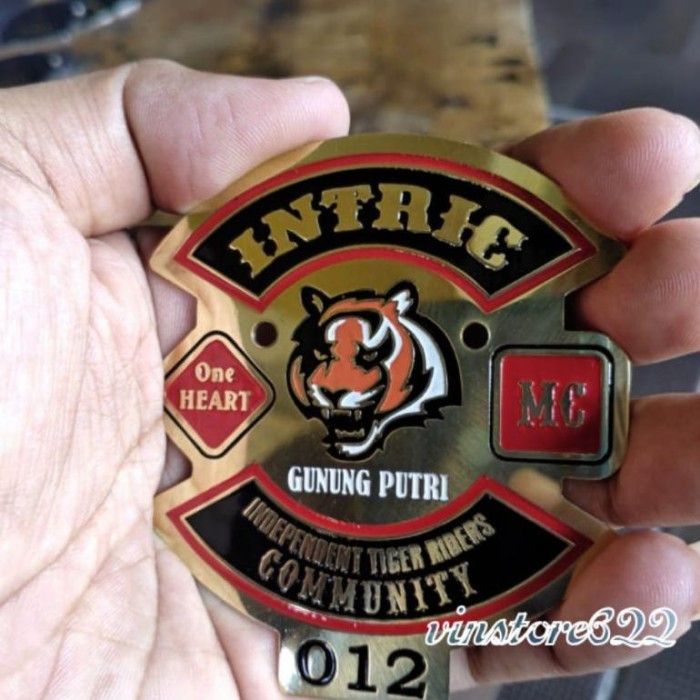 INTRIC
One
HEART
MC
GUNUNG PUTRI
INDEPENDENT TIGER RIDERS
COMMUNITY
vinstore622
012